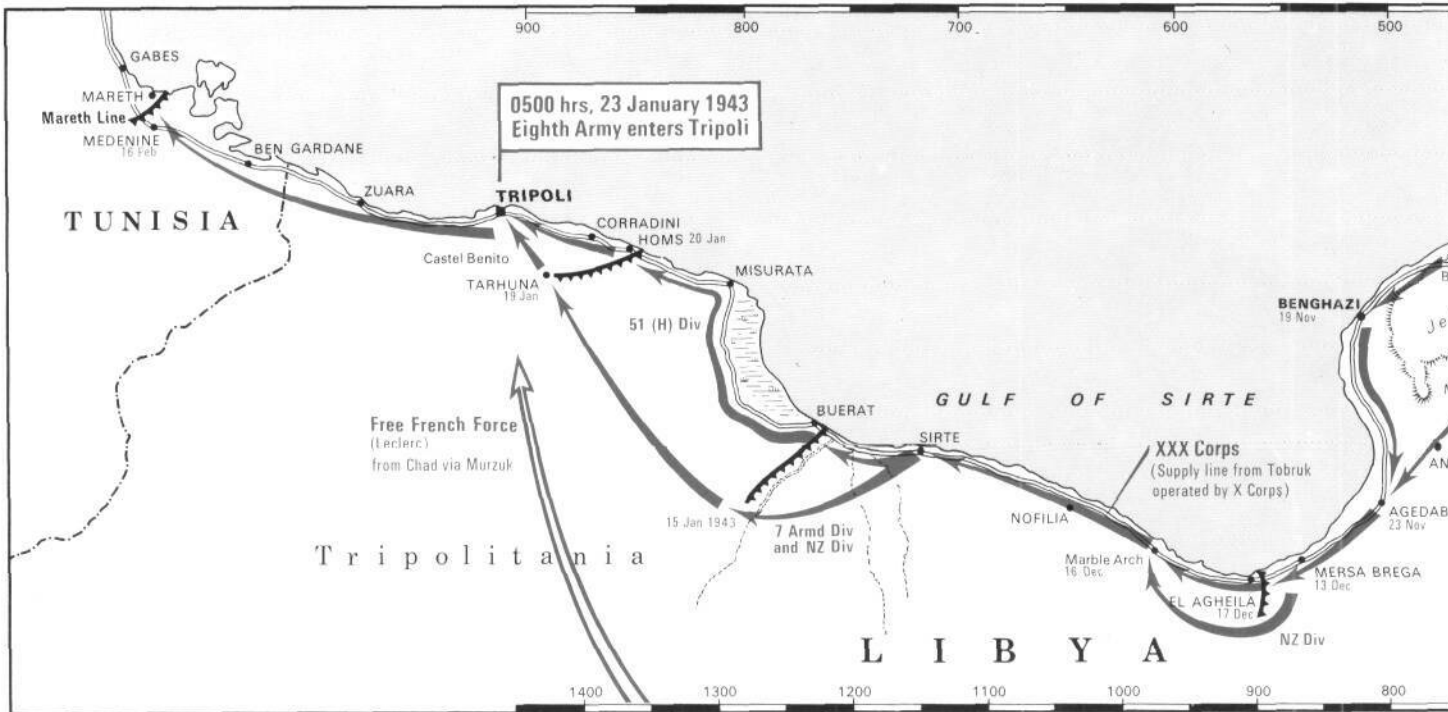 900
800
700
600
500
GABES
MARETH
Mareth Line
MEDENINE
16 Feb
BEN GARDANE
ZUARA
TUNISIA
0500 hrs, 23 January 1943
Eighth Army enters Tripoli
TRIPOLI
CORRADINI
HOMS 20 Jan
Castel Benito
TARHUNA
19 Jan
MISURATA
51 (H) Div
BENGHAZI
19 Nov
Free French Force
(Leclerc)
from Chad via Murzuk
BUERAT
SIRTE
GULF OF SIRTE
XXX Corps
(Supply line from Tobruk
operated by X Corps)
15 Jan 1943
7 Armd Div
and NZ Div
NOFILIA
AGEDAB
23 Nov
Tripolitania
Marble Arch
16 Dec
MERSA BREGA
13 Dec
EL AGHEILA
17 Dec
NZ Div
LIBYA
1400
1300
1200
1100
1000
900
800